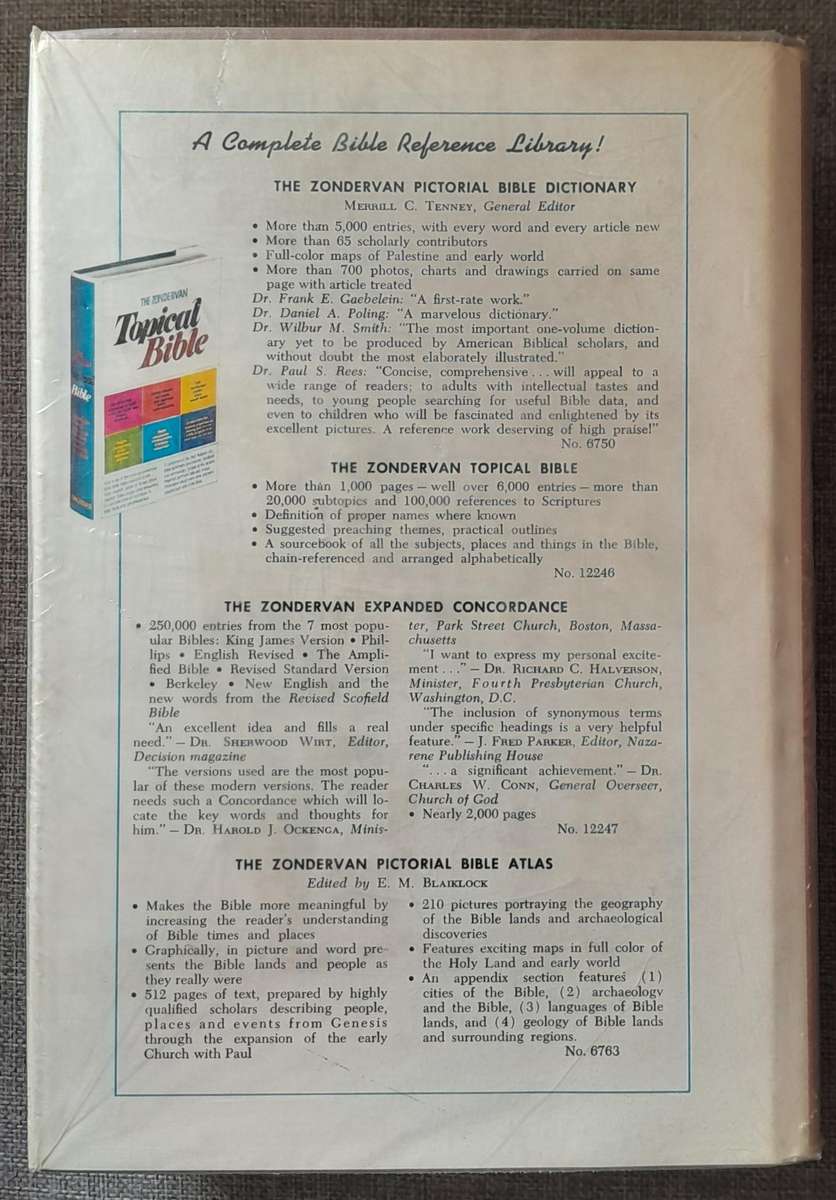 A Complete Bible Reference Library!
THE ZONDERVAN PICTORIAL BIBLE DICTIONARY
MERRILL C. TENNEY, General Editor
• More than 5,000 entries, with every word and every article new
• More than 65 scholarly contributors
• Full-color maps of Palestine and early world
• More than 700 photos, charts and drawings carried on same
page with article treated
Dr. Frank E. Gaebelein: “A first-rate work.”
Dr. Daniel A. Poling: “A marvelous dictionary.”
Dr. Wilbur M. Smith: “The most important one-volume diction-
ary yet to be produced by American Biblical scholars, and
without doubt the most elaborately illustrated.”
Dr. Paul S. Rees: “Concise, comprehensive . . . will appeal to a
wide range of readers; to adults with intellectual tastes and
needs, to young people searching for useful Bible data, and
even to children who will be fascinated and enlightened by its
excellent pictures. A reference work deserving of high praise!”
No. 6750
THE ZONDERVAN
Topical
Bible
Bible
THE ZONDERVAN TOPICAL BIBLE
• More than 1,000 pages — well over 6,000 entries — more than
20,000 subtopics and 100,000 references to Scriptures
• Definition of proper names where known
• Suggested preaching themes, practical outlines
• A sourcebook of all the subjects, places and things in the Bible,
chain-referenced and arranged alphabetically
No. 12246
THE ZONDERVAN EXPANDED CONCORDANCE
• 250,000 entries from the 7 most popu-
ular Bibles: King James Version • Phil-
lips • English Revised • The Ampli-
fied Bible • Revised Standard Version
• Berkeley • New English and the
new words from the Revised Scofield
Bible
“An excellent idea and fills a real
need.” — DR. SHERWOOD WIRT, Editor,
Decision magazine
“The versions used are the most popu-
lar of these modern versions. The reader
needs such a Concordance which will lo-
cate the key words and thoughts for
him.” — DR. HAROLD J. OCKENGA, Minis-
ter, Park Street Church, Boston, Massa-
chusetts
“I want to express my personal excite-
ment . . .” — DR. RICHARD C. HALVERSON,
Minister, Fourth Presbyterian Church,
Washington, D.C.
“The inclusion of synonymous terms
under specific headings is a very helpful
feature.” — J. FRED PARKER, Editor, Naza-
rene Publishing House
“. . . a significant achievement.” — DR.
CHARLES W. CONN, General Overseer,
Church of God
• Nearly 2,000 pages
No. 12247
THE ZONDERVAN PICTORIAL BIBLE ATLAS
Edited by E. M. BLAIKLOCK
• Makes the Bible more meaningful by
increasing the reader's understanding
of Bible times and places
• Graphically, in picture and word pre-
sents the Bible lands and people as
they really were
• 512 pages of text, prepared by highly
qualified scholars describing people,
places and events from Genesis
through the expansion of the early
Church with Paul
• 210 pictures portraying the geography
of the Bible lands and archaeological
discoveries
• Features exciting maps in full color of
the Holy Land and early world
• An appendix section features (1)
cities of the Bible, (2) archaeology
and the Bible, (3) languages of Bible
lands, and (4) geology of Bible lands
and surrounding regions.
No. 6763